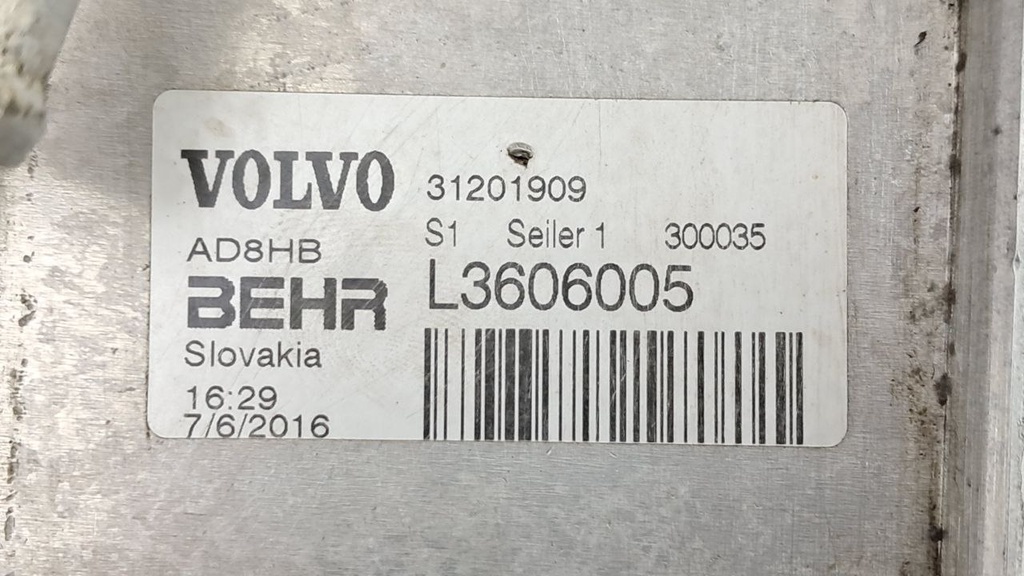 VOLVO
31201909
S1 Seiler 1 300035
AD8HB
L3606005
BEHR
Slovakia
16:29
7/6/2016